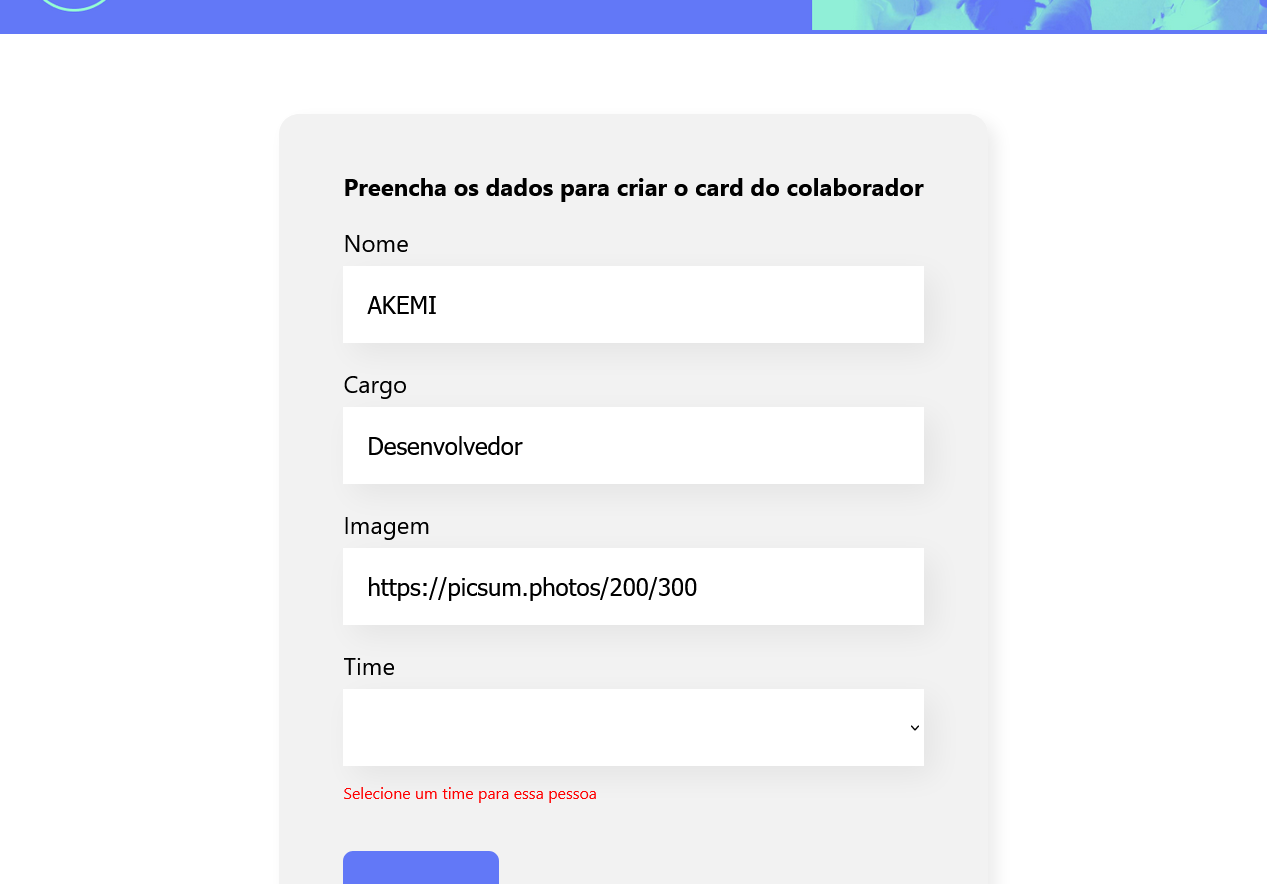 Preencha os dados para criar o card do colaborador
Nome
AKEMI
Cargo
Desenvolvedor
Imagem
https://picsum.photos/200/300
Time
Selecione um time para essa pessoa